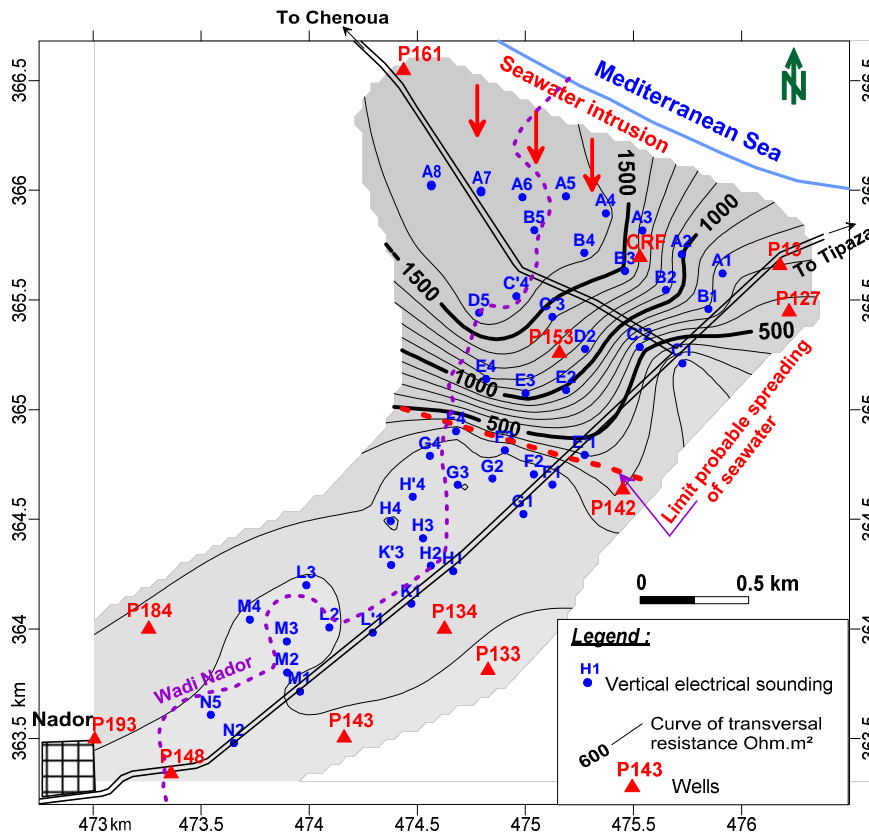 To Chenoua
P161
Mediterranean Sea
Seawater intrusion
N
366.5
366
365.5
365
364.5
364
363.5
km
A8
A7
A6
A5
A4
A3
A2
A1
B5
B4
B3
B2
B1
CRF
1500
1000
P13
To Tipaza
P127
500
1500
C'4
D5
C'3
P153
D2
C'2
C1
E4
1000
E3
E2
500
F4
F3
E'1
G4
G3
G2
F2
F1
P142
Limit probable spreading
of seawater
H'4
H4
H3
G1
K'3
H2
H1
L3
K1
M4
L2
L'1
P184
M3
M2
M1
P134
P133
Wadi Nador
N5
N2
P143
Nador
P193
P148
0 0.5 km
Legend :
H1
Vertical electrical sounding
600
Curve of transversal
resistance Ohm.m²
P143
Wells
473 km 473.5 474 474.5 475 475.5 476